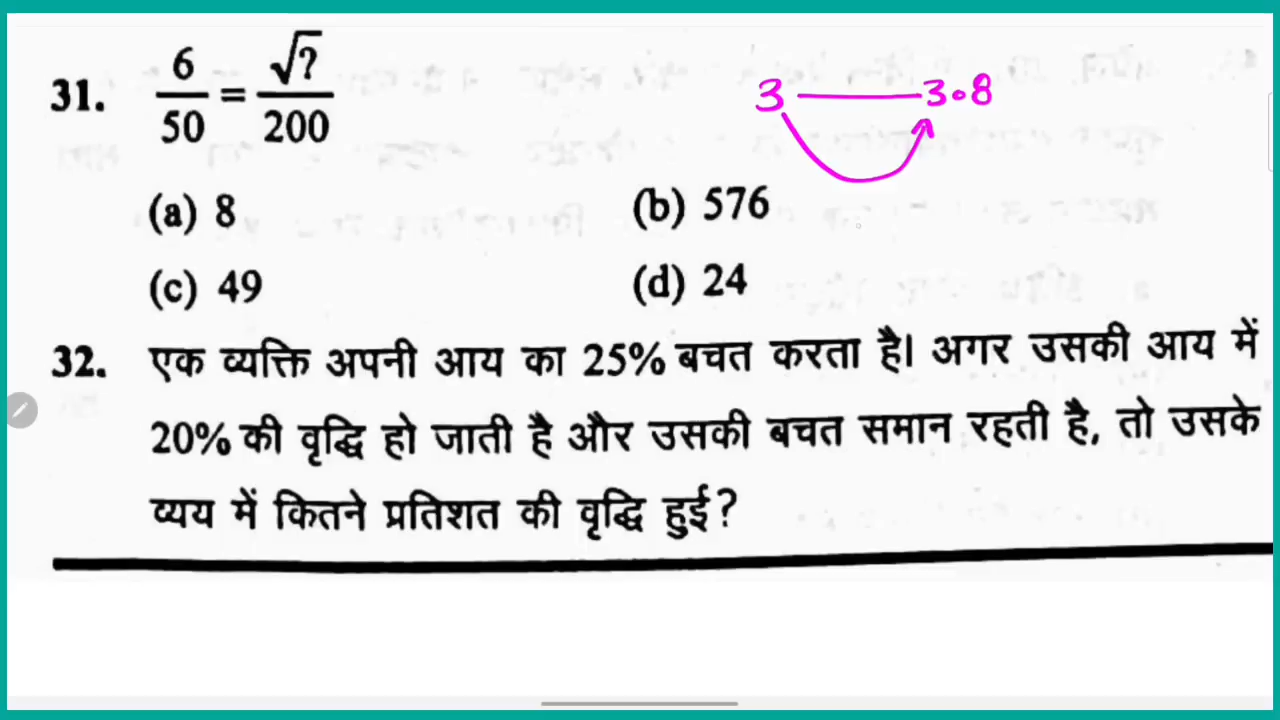 31. 6/50 = √?/200
3 — 3.8
(a) 8 (b) 576
(c) 49 (d) 24
32. एक व्यक्ति अपनी आय का 25% बचत करता है। अगर उसकी आय में
20% की वृद्धि हो जाती है और उसकी बचत समान रहती है, तो उसके
व्यय में कितने प्रतिशत की वृद्धि हुई?